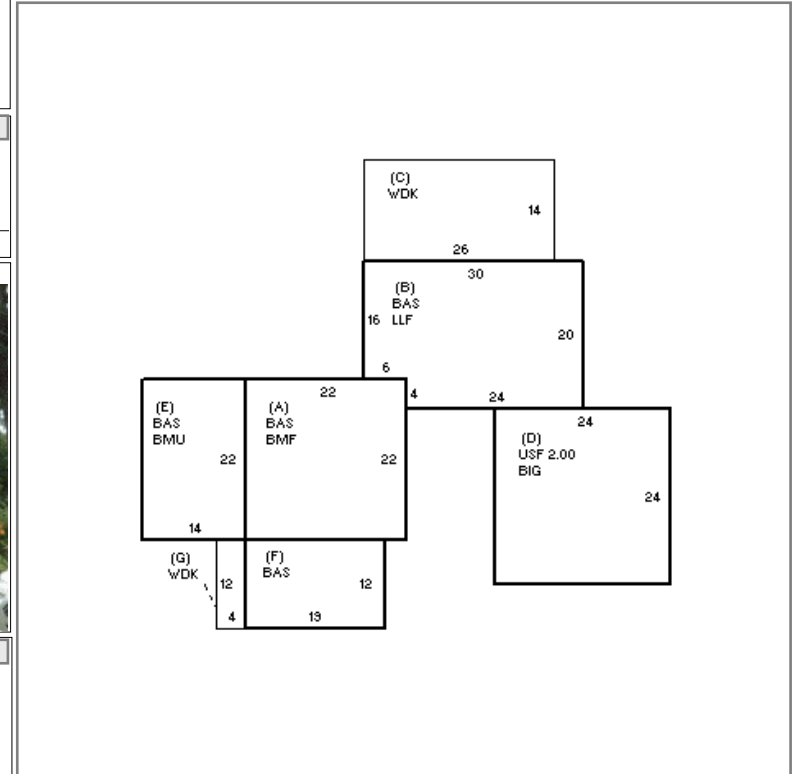 (C)
WDK
14
26
30
(B)
BAS
16 LLF
20
6
22
4
24
(E)
BAS
BMU
(A)
BAS
BMF
24
(D)
USF 2.00
BIG
22
22
24
14
(G)
WDK
(F)
BAS
12
12
4
19